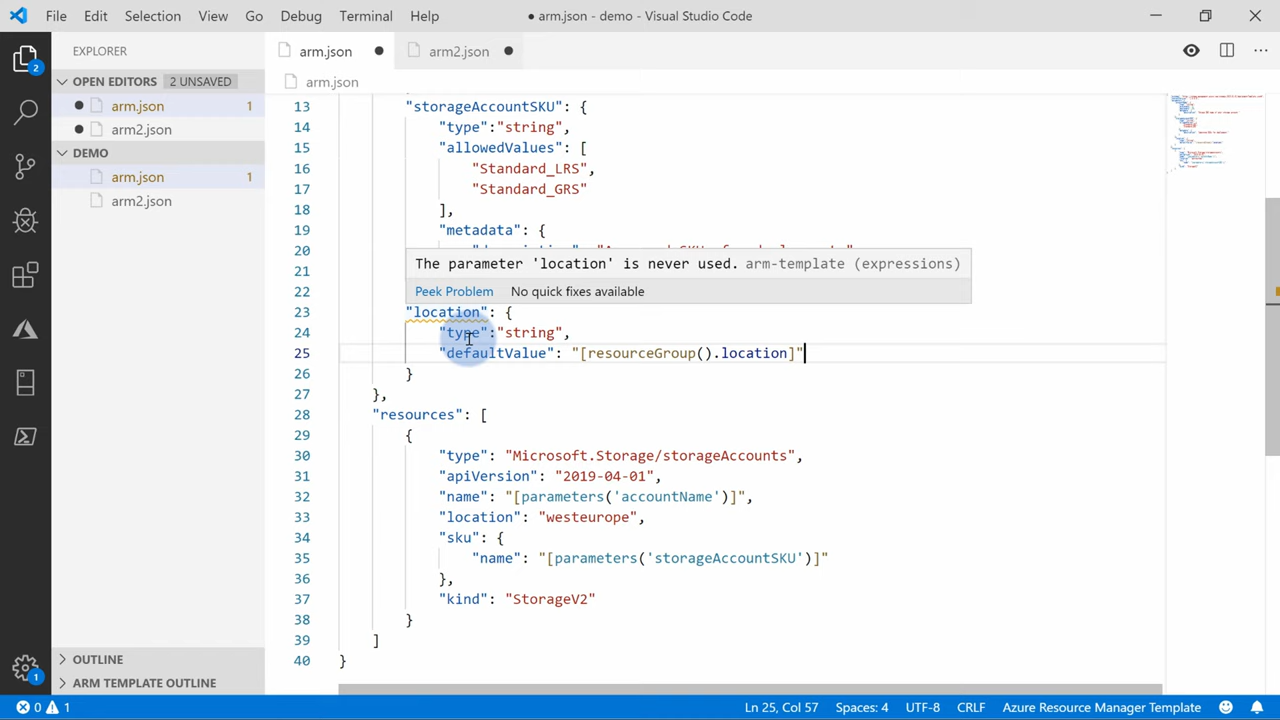 File Edit Selection View Go Debug Terminal Help
● arm.json - demo - Visual Studio Code
EXPLORER
OPEN EDITORS 2 UNSAVED
arm.json 1
arm2.json
DEMO
arm.json 1
arm2.json
OUTLINE
ARM TEMPLATE OUTLINE
2
1
arm.json ● arm2.json ●
arm.json
13 "storageAccountSKU": {
14 "type":"string",
15 "allowedValues": [
16 "Standard_LRS",
17 "Standard_GRS"
18 ],
19 "metadata": {
20
21
22
The parameter 'location' is never used. arm-template (expressions)
Peek Problem No quick fixes available
23 "location": {
24 "type":"string",
25 "defaultValue": "[resourceGroup().location]"
26 }
27 },
28 "resources": [
29 {
30 "type": "Microsoft.Storage/storageAccounts",
31 "apiVersion": "2019-04-01",
32 "name": "[parameters('accountName')]",
33 "location": "westeurope",
34 "sku": {
35 "name": "[parameters('storageAccountSKU')]"
36 },
37 "kind": "StorageV2"
38 }
39 ]
40 }
0 1 Ln 25, Col 57 Spaces: 4 UTF-8 CRLF Azure Resource Manager Template